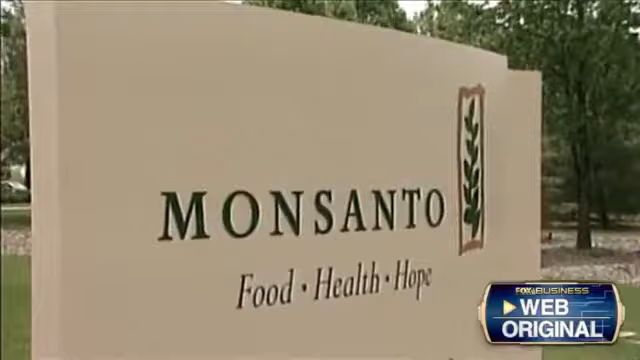 MONSANTO
Food · Health · Hope
FOX BUSINESS
WEB
ORIGINAL